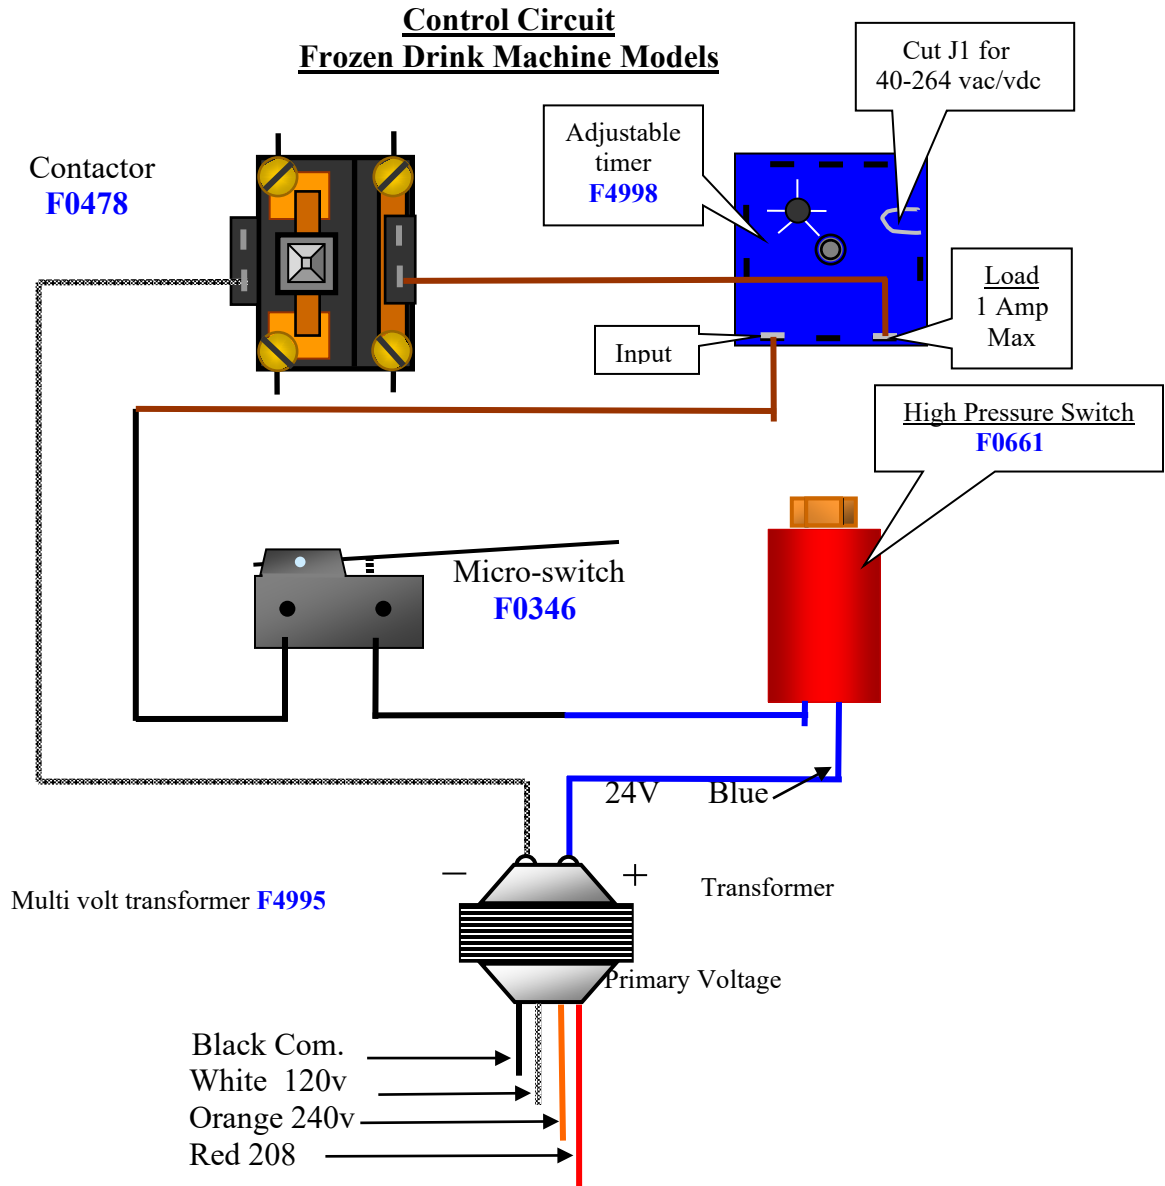 Control Circuit
Frozen Drink Machine Models
Cut J1 for
40-264 vac/vdc
Adjustable
timer
F4998
Contactor
F0478
Load
1 Amp
Max
Input
High Pressure Switch
F0661
Micro-switch
F0346
24V Blue
− +
Transformer
Multi volt transformer F4995
Primary Voltage
Black Com.
White 120v
Orange 240v
Red 208